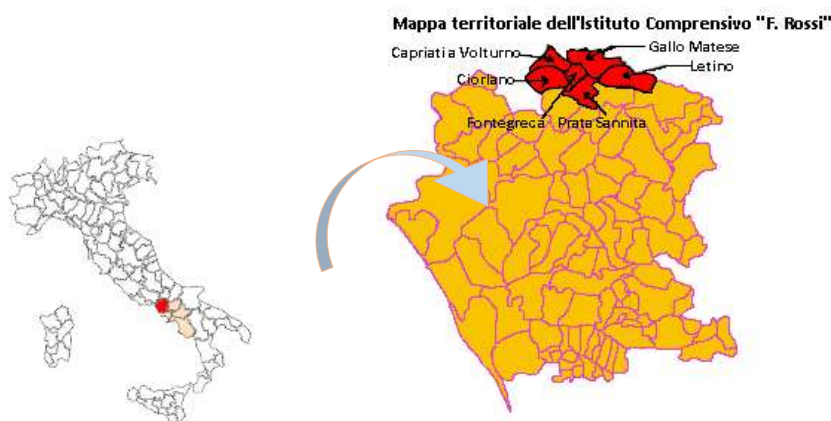 Mappa territoriale dell'Istituto Comprensivo "F. Rossi"
Capriati a Volturno
Gallo Matese
Ciorlano
Letino
Fontegreca
Prata Sannita